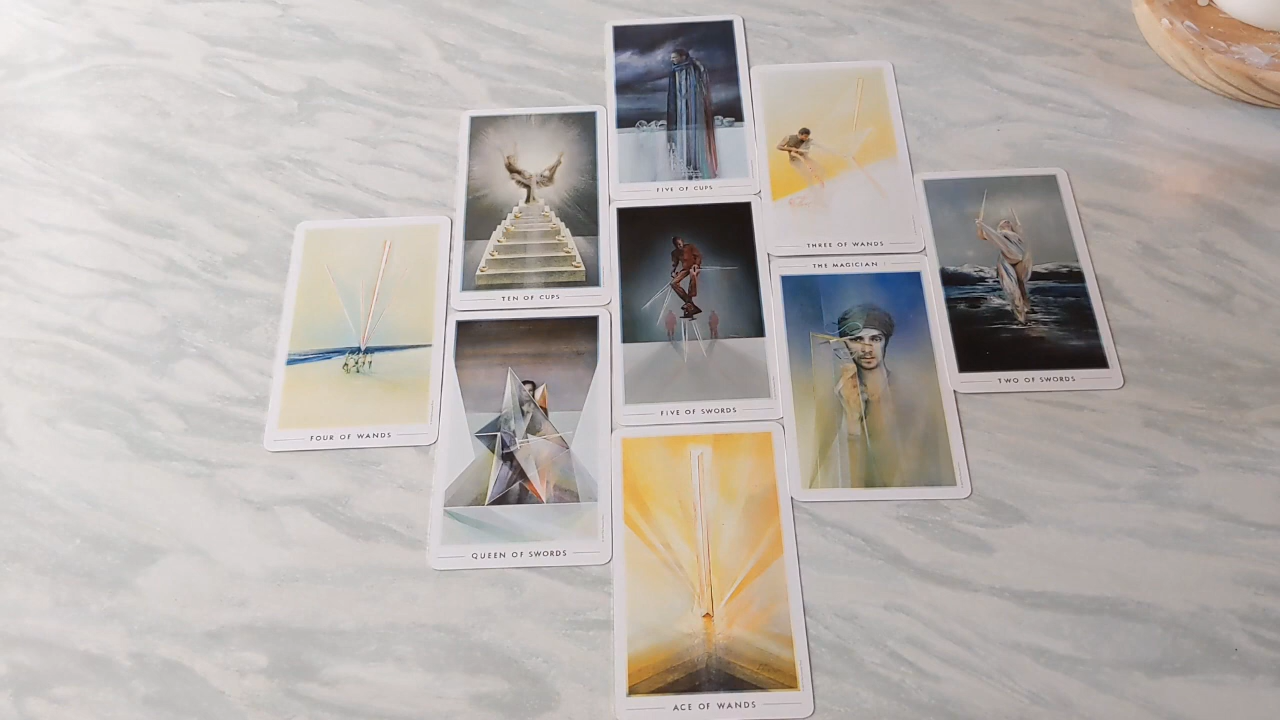 FIVE OF CUPS
THREE OF WANDS
TEN OF CUPS
THE MAGICIAN
TWO OF SWORDS
FIVE OF SWORDS
FOUR OF WANDS
QUEEN OF SWORDS
ACE OF WANDS